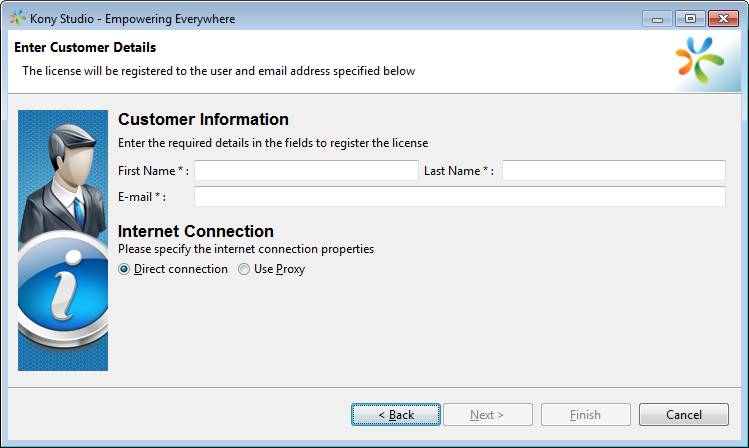 Kony Studio - Empowering Everywhere
Enter Customer Details
The license will be registered to the user and email address specified below
Customer Information
Enter the required details in the fields to register the license
First Name * : Last Name * :
E-mail * :
Internet Connection
Please specify the internet connection properties
Direct connection Use Proxy
< Back Next > Finish Cancel